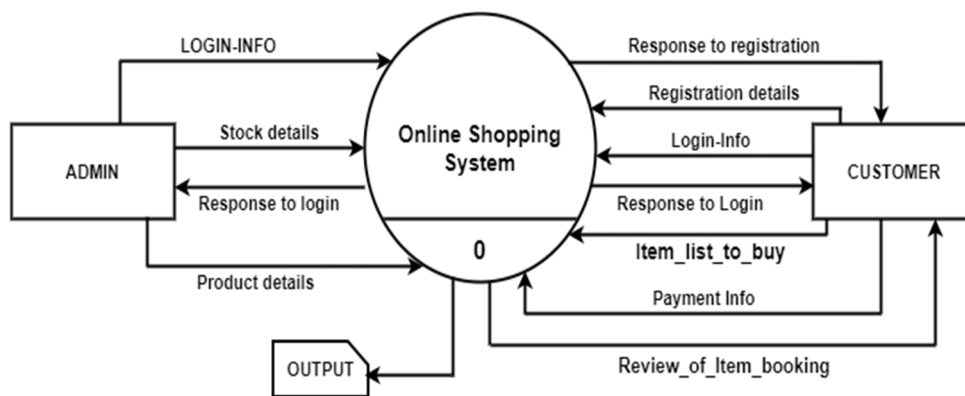 LOGIN-INFO
Response to registration
Registration details
Stock details
Online Shopping
System
Login-Info
ADMIN
CUSTOMER
Response to login
Response to Login
Item_list_to_buy
0
Product details
Payment Info
OUTPUT
Review_of_Item_booking